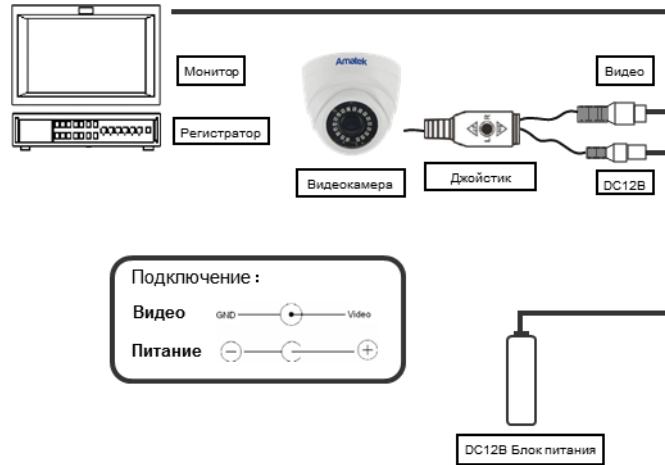 Amatek
Монитор
Видео
Регистратор
L
R
Видеокамера
Джойстик
DC12В
Подключение:
Видео
GND
Video
Питание
DC12В Блок питания